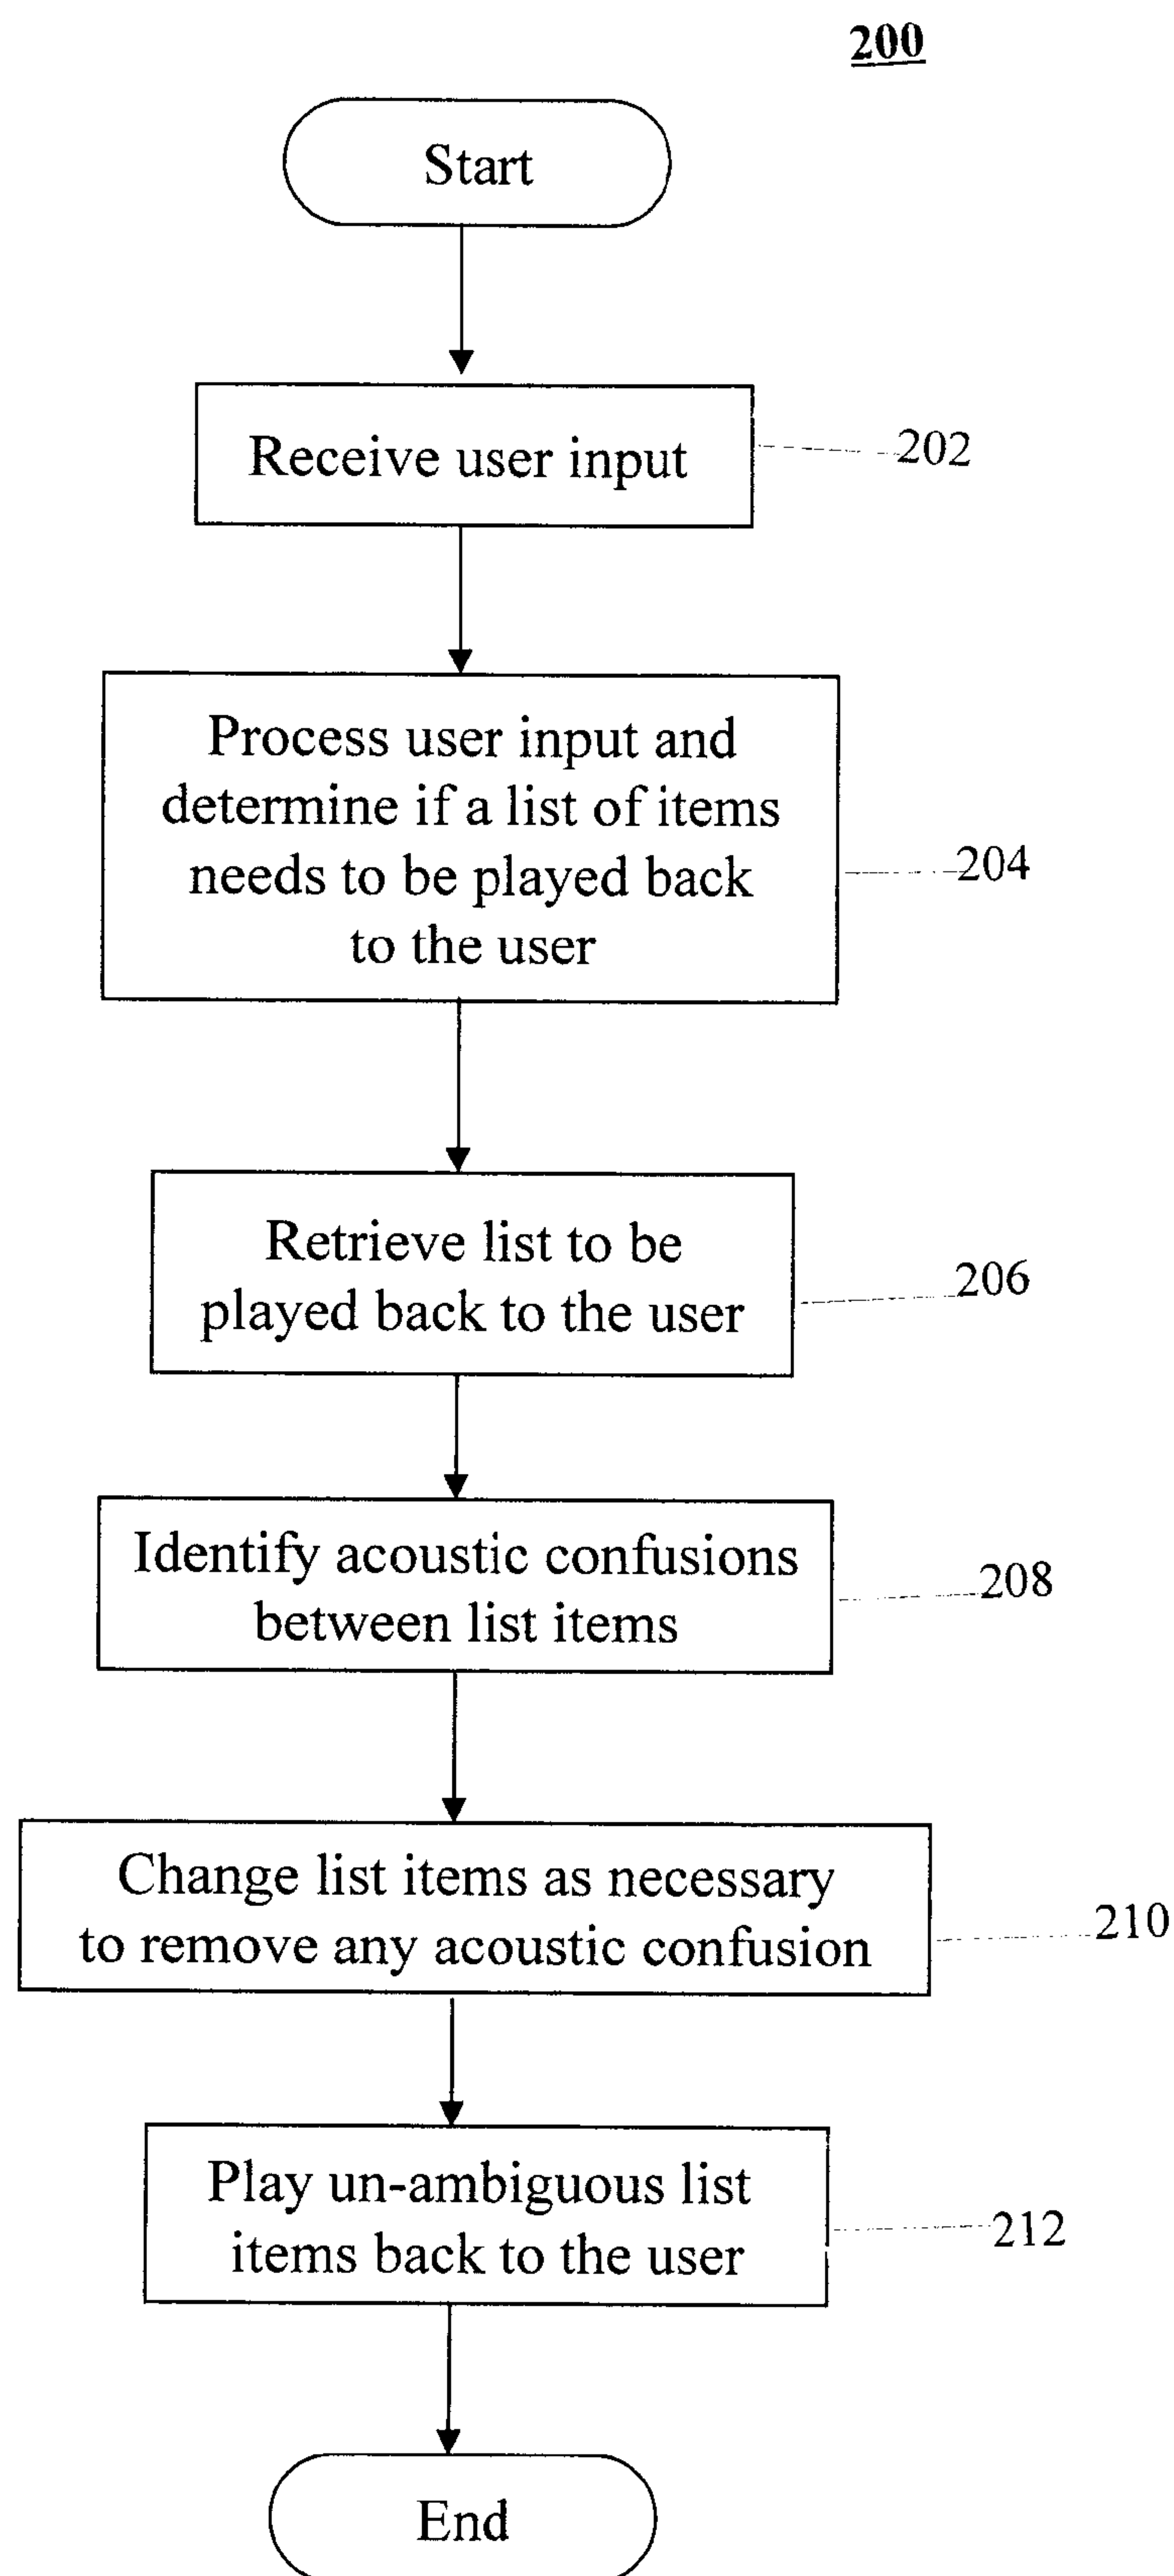 200
Start
Receive user input
202
Process user input and
determine if a list of items
needs to be played back
to the user
204
Retrieve list to be
played back to the user
206
Identify acoustic confusions
between list items
208
Change list items as necessary
to remove any acoustic confusion
210
Play un-ambiguous list
items back to the user
212
End